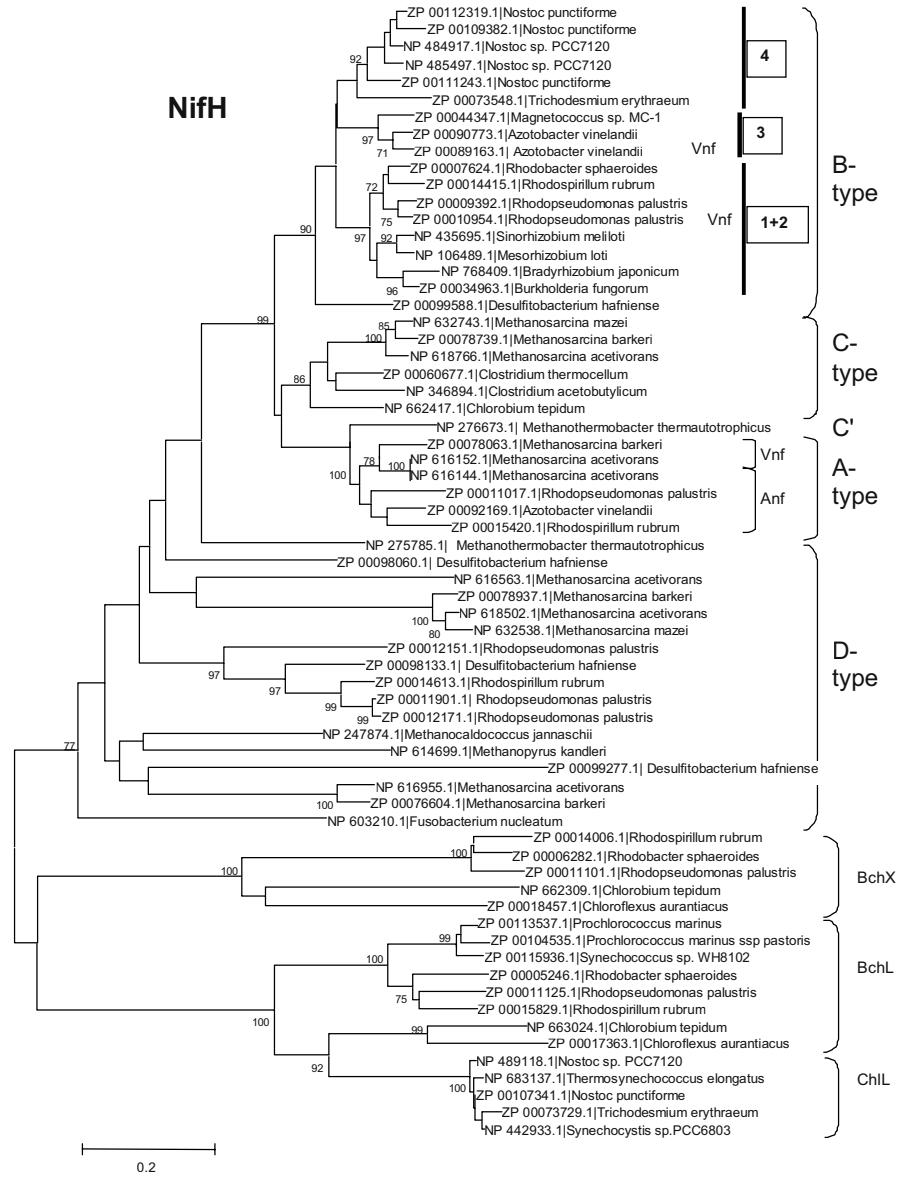 NifH
ZP 00112319.1|Nostoc punctiforme
ZP 00109382.1|Nostoc punctiforme
NP 484917.1|Nostoc sp. PCC7120
92
NP 485497.1|Nostoc sp. PCC7120
ZP 00111243.1|Nostoc punctiforme
ZP 00073548.1|Trichodesmium erythraeum
4
ZP 00044347.1|Magnetococcus sp. MC-1
97
ZP 00090773.1|Azotobacter vinelandii
71
ZP 00089163.1| Azotobacter vinelandii
Vnf
3
B-
type
ZP 00007624.1|Rhodobacter sphaeroides
72
ZP 00014415.1|Rhodospirillum rubrum
ZP 00009392.1|Rhodopseudomonas palustris
75
ZP 00010954.1|Rhodopseudomonas palustris
Vnf
1+2
90
97
92
NP 435695.1|Sinorhizobium meliloti
NP 106489.1|Mesorhizobium loti
NP 768409.1|Bradyrhizobium japonicum
96
ZP 00034963.1|Burkholderia fungorum
ZP 00099588.1|Desulfitobacterium hafniense
99
85
NP 632743.1|Methanosarcina mazei
100
ZP 00078739.1|Methanosarcina barkeri
NP 618766.1|Methanosarcina acetivorans
C-
type
86
ZP 00060677.1|Clostridium thermocellum
NP 346894.1|Clostridium acetobutylicum
NP 662417.1|Chlorobium tepidum
NP 276673.1| Methanothermobacter thermautotrophicus
C'
ZP 00078063.1|Methanosarcina barkeri
78
100
NP 616152.1|Methanosarcina acetivorans
Vnf
100
NP 616144.1|Methanosarcina acetivorans
A-
type
ZP 00011017.1|Rhodopseudomonas palustris
Anf
ZP 00092169.1|Azotobacter vinelandii
ZP 00015420.1|Rhodospirillum rubrum
NP 275785.1| Methanothermobacter thermautotrophicus
ZP 00098060.1| Desulfitobacterium hafniense
NP 616563.1|Methanosarcina acetivorans
ZP 00078937.1|Methanosarcina barkeri
100
NP 618502.1|Methanosarcina acetivorans
80
NP 632538.1|Methanosarcina mazei
ZP 00012151.1|Rhodopseudomonas palustris
D-
type
97
ZP 00098133.1| Desulfitobacterium hafniense
97
ZP 00014613.1|Rhodospirillum rubrum
99
ZP 00011901.1| Rhodopseudomonas palustris
99
ZP 00012171.1|Rhodopseudomonas palustris
NP 247874.1|Methanocaldococcus jannaschii
77
NP 614699.1|Methanopyrus kandleri
ZP 00099277.1| Desulfitobacterium hafniense
NP 616955.1|Methanosarcina acetivorans
100
ZP 00076604.1|Methanosarcina barkeri
NP 603210.1|Fusobacterium nucleatum
ZP 00014006.1|Rhodospirillum rubrum
100
ZP 00006282.1|Rhodobacter sphaeroides
100
ZP 00011101.1|Rhodopseudomonas palustris
BchX
NP 662309.1|Chlorobium tepidum
ZP 00018457.1|Chloroflexus aurantiacus
ZP 00113537.1|Prochlorococcus marinus
99
ZP 00104535.1|Prochlorococcus marinus ssp pastoris
100
ZP 00115936.1|Synechococcus sp. WH8102
BchL
ZP 00005246.1|Rhodobacter sphaeroides
75
ZP 00011125.1|Rhodopseudomonas palustris
ZP 00015829.1|Rhodospirillum rubrum
100
99
NP 663024.1|Chlorobium tepidum
ZP 00017363.1|Chloroflexus aurantiacus
92
NP 489118.1|Nostoc sp. PCC7120
100
NP 683137.1|Thermosynechococcus elongatus
ChlL
ZP 00107341.1|Nostoc punctiforme
ZP 00073729.1|Trichodesmium erythraeum
NP 442933.1|Synechocystis sp.PCC6803
0.2